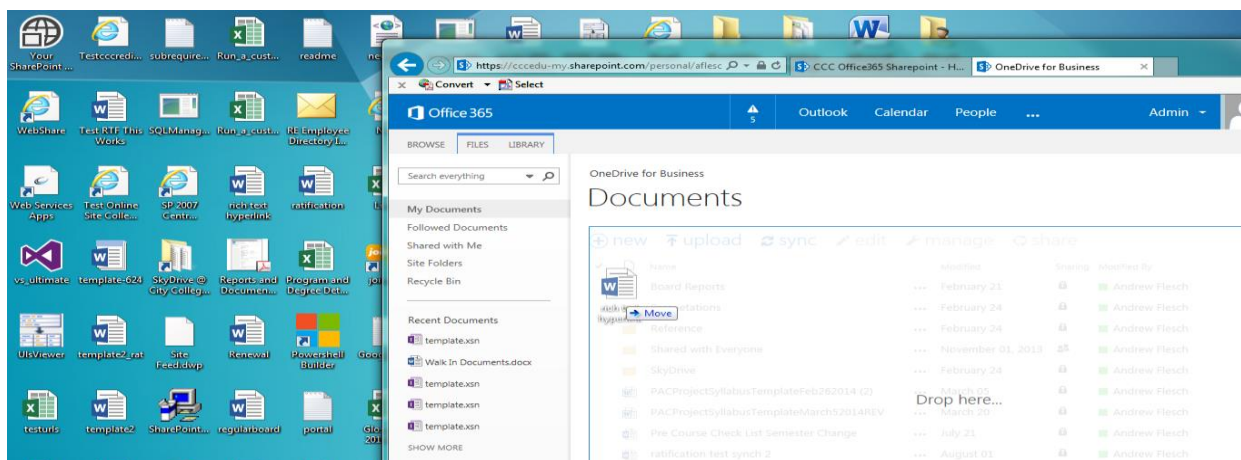 Your SharePoint ...
Testcccredi...
subrequire...
Run_a_cust...
readme
WebShare
Test RTF This Works
SQLManag...
Run_a_cust...
RE Employee Directory I...
Web Services Apps
Test Online Site Colle...
SP 2007 Centr...
rich text hyperlink
ratification
vs_ultimate
template-624
SkyDrive @ City Colleg...
Reports and Documen...
Program and Degree Det...
UlsViewer
template2_rat
Site Feed.dwp
Renewal
Powershell Builder
testurls
template2
SharePoint...
regularboard
portal
https://cccedu-my.sharepoint.com/personal/aflesc
CCC Office365 Sharepoint - H...
OneDrive for Business
Convert Select
Office 365
5
Outlook Calendar People ... Admin
BROWSE FILES LIBRARY
Search everything
My Documents
Followed Documents
Shared with Me
Site Folders
Recycle Bin
Recent Documents
template.xsn
Walk In Documents.docx
template.xsn
template.xsn
template.xsn
SHOW MORE
OneDrive for Business
Documents
new upload sync edit manage share
Name Modified Sharing Modified By
Board Reports ... February 21 Andrew Flesch
Move
... February 24 Andrew Flesch
Reference ... February 24 Andrew Flesch
Shared with Everyone ... November 01, 2013 Andrew Flesch
SkyDrive ... February 24 Andrew Flesch
PACProjectSyllabusTemplateFeb262014 (2) ... March 05 Andrew Flesch
Drop here...
PACProjectSyllabusTemplateMarch52014REV ... March 20 Andrew Flesch
Pre Course Check List Semester Change ... July 21 Andrew Flesch
ratification test synch 2 ... August 01 Andrew Flesch